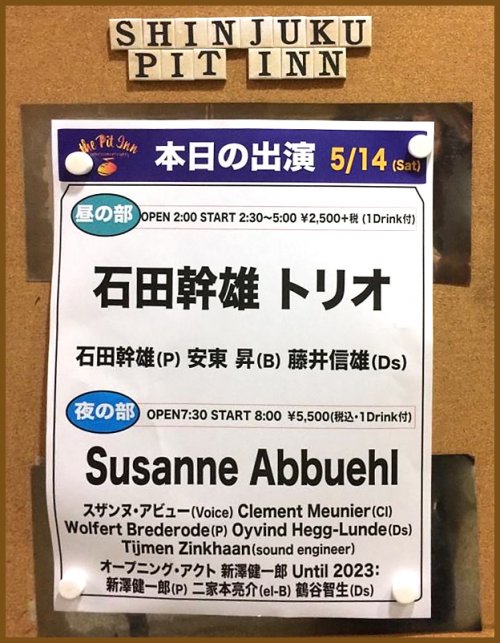 SHINJUKU
PIT INN
the Pit Inn
本日の出演 5/14 (Sat)
昼の部 OPEN 2:00 START 2:30~5:00 ¥2,500+税 (1Drink付)
石田幹雄 トリオ
石田幹雄(P) 安東 昇(B) 藤井信雄(Ds)
夜の部 OPEN7:30 START 8:00 ¥5,500(税込・1Drink付)
Susanne Abbuehl
スザンヌ・アビュー(Voice) Clement Meunier(Cl)
Wolfert Brederode(P) Oyvind Hegg-Lunde(Ds)
Tijmen Zinkhaan(sound engineer)
オープニング・アクト 新澤健一郎 Until 2023:
新澤健一郎(P) 二家本亮介(el-B) 鶴谷智生(Ds)